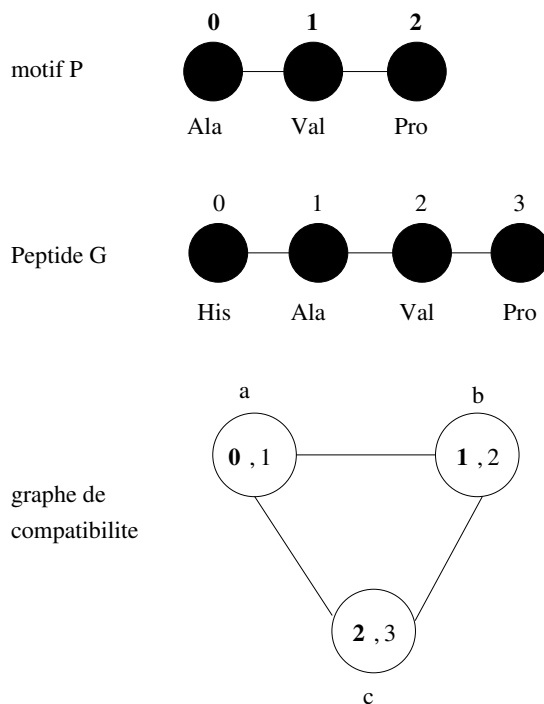 0 1 2
motif P
Ala Val Pro
0 1 2 3
Peptide G
His Ala Val Pro
a b
0 , 1 1 , 2
graphe de
compatibilite
2 , 3
c